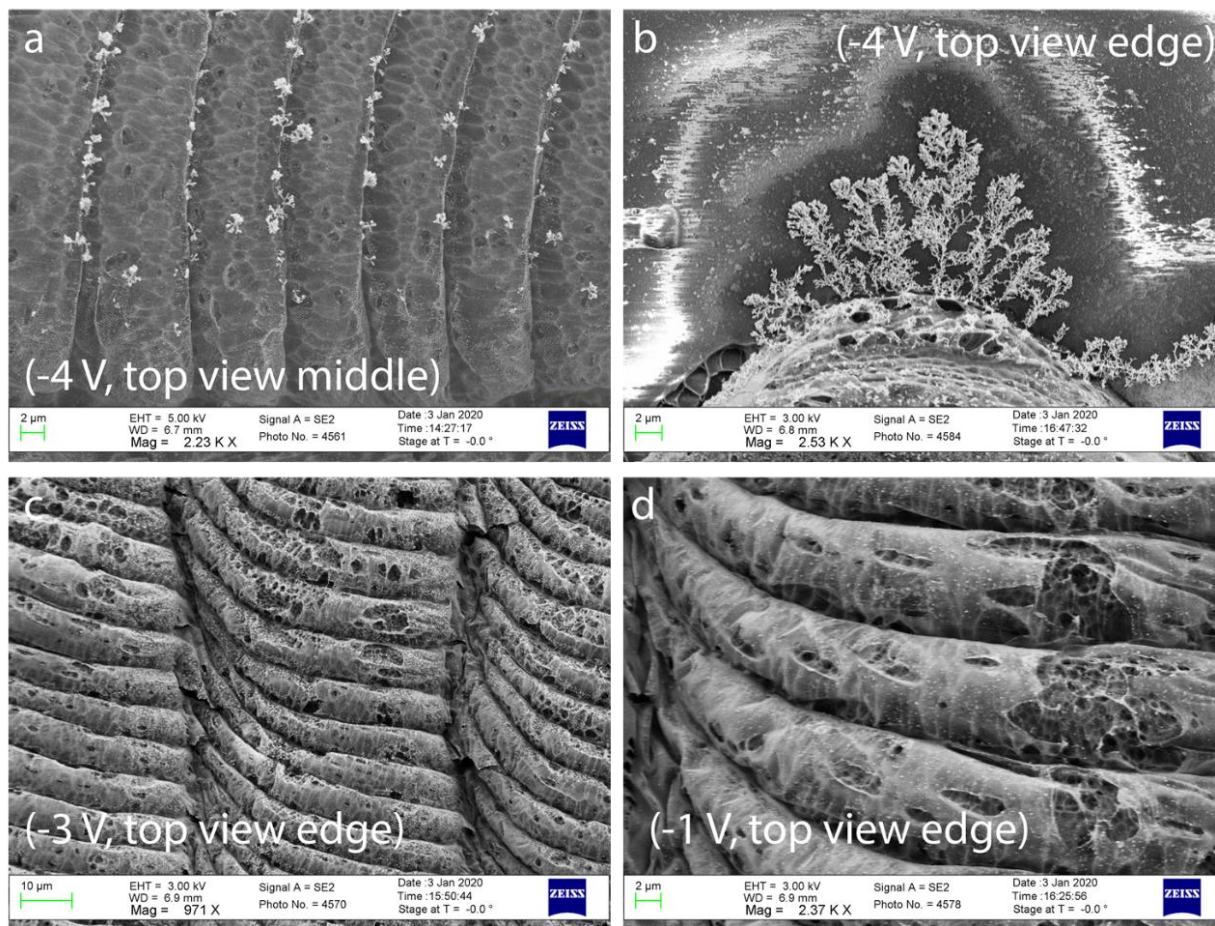 a
(-4 V, top view middle)
2 µm
EHT = 5.00 kV
WD = 6.7 mm
Mag = 2.23 K X
Signal A = SE2
Photo No. = 4561
Date :3 Jan 2020
Time :14:27:17
Stage at T = -0.0 °
ZEISS
b
(-4 V, top view edge)
2 µm
EHT = 3.00 kV
WD = 6.8 mm
Mag = 2.53 K X
Signal A = SE2
Photo No. = 4584
Date :3 Jan 2020
Time :16:47:32
Stage at T = -0.0 °
ZEISS
c
(-3 V, top view edge)
10 µm
EHT = 3.00 kV
WD = 6.9 mm
Mag = 971 X
Signal A = SE2
Photo No. = 4570
Date :3 Jan 2020
Time :15:50:44
Stage at T = -0.0 °
ZEISS
d
(-1 V, top view edge)
2 µm
EHT = 3.00 kV
WD = 6.9 mm
Mag = 2.37 K X
Signal A = SE2
Photo No. = 4578
Date :3 Jan 2020
Time :16:25:56
Stage at T = -0.0 °
ZEISS